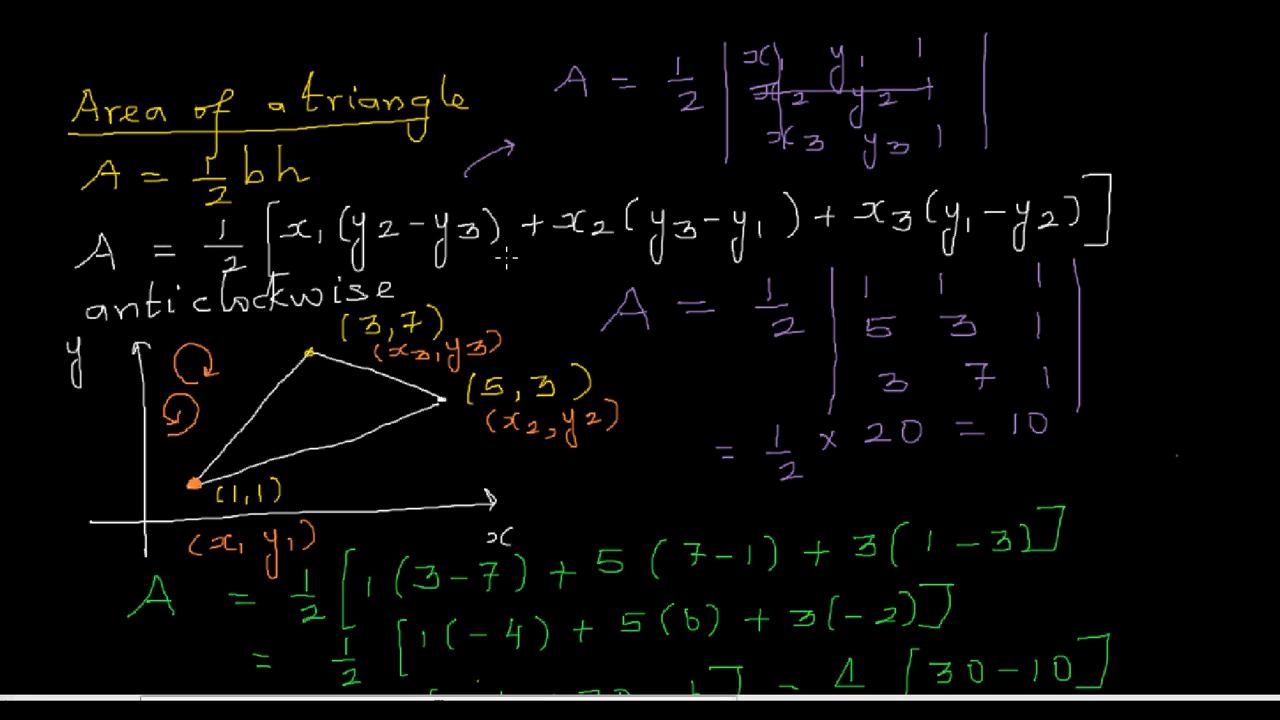 Area of a triangle
A = 1/2 bh
A = 1/2 | x1 y1 1 |
| x2 y2 1 |
| x3 y3 1 |
A = 1/2 [x1(y2-y3) + x2(y3-y1) + x3(y1-y2)]
anticlockwise
y
(3,7)
(x3,y3)
(5,3)
(x2,y2)
(1,1)
(x1 y1)
x
A = 1/2 | 1 1 1 |
| 5 3 1 |
| 3 7 1 |
= 1/2 × 20 = 10
A = 1/2 [1(3-7) + 5(7-1) + 3(1-3)]
= 1/2 [1(-4) + 5(6) + 3(-2)]
[30-10]